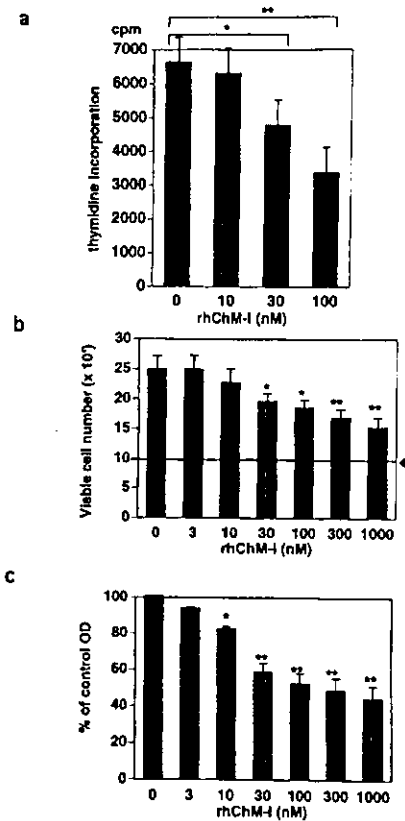 a
cpm
**
*
7000
6000
5000
4000
3000
2000
1000
0
thymidine incorporation
0 10 30 100
rhChM-I (nM)
b
30
25
20
15
10
5
0
Viable cell number
* * ** **
0 3 10 30 100 300 1000
rhChM-I (nM)
c
100
80
60
40
20
0
% of control OD
* ** ** ** **
0 3 10 30 100 300 1000
rhChM-I (nM)